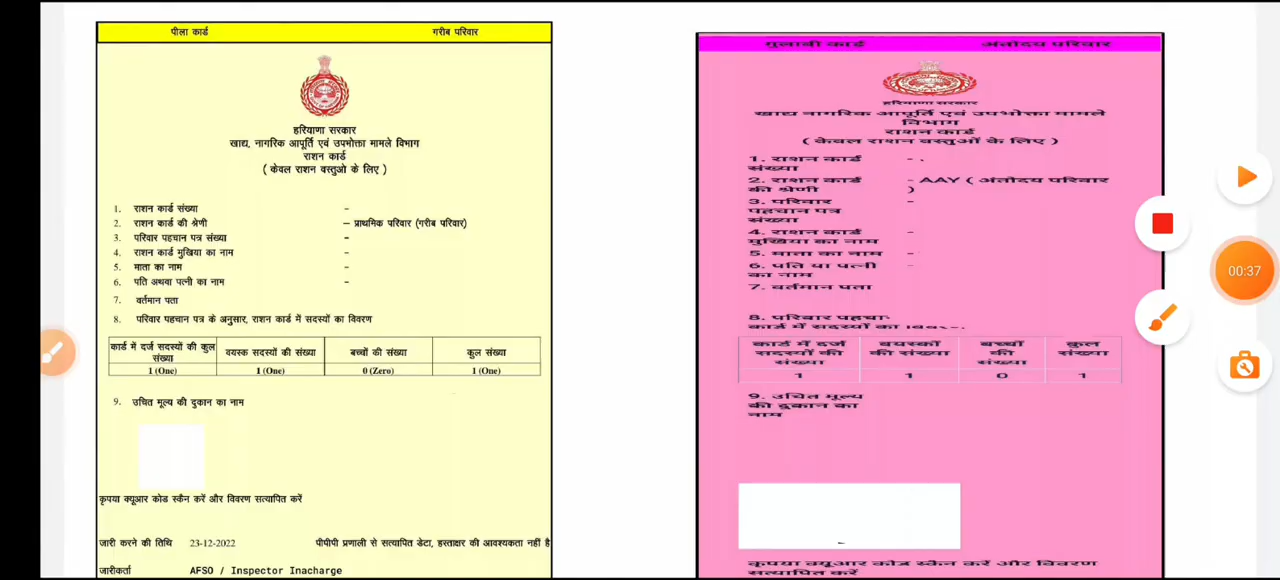 पीला कार्ड गरीब परिवार
हरियाणा सरकार
खाद्य, नागरिक आपूर्ति एवं उपभोक्ता मामले विभाग
राशन कार्ड
( केवल राशन वस्तुओ के लिए )
1. राशन कार्ड संख्या -
2. राशन कार्ड की श्रेणी – प्राथमिक परिवार (गरीब परिवार)
3. परिवार पहचान पत्र संख्या -
4. राशन कार्ड मुखिया का नाम -
5. माता का नाम -
6. पति अथवा पत्नी का नाम -
7. वर्तमान पता
8. परिवार पहचान पत्र के अनुसार, राशन कार्ड में सदस्यों का विवरण
कार्ड में दर्ज सदस्यों की कुल संख्या वयस्क सदस्यों की संख्या बच्चों की संख्या कुल संख्या
1 (One) 1 (One) 0 (Zero) 1 (One)
9. उचित मूल्य की दुकान का नाम
कृपया क्यूआर कोड स्कैन करें और विवरण सत्यापित करें
जारी करने की तिथि 23-12-2022 पीपीपी प्रणाली से सत्यापित डेटा, हस्ताक्षर की आवश्यकता नहीं है
जारीकर्ता AFSO / Inspector Inacharge
गुलाबी कार्ड अंतोदय परिवार
हरियाणा सरकार
खाद्य नागरिक आपूर्ति एवं उपभोक्ता मामले
विभाग
राशन कार्ड
( केवल राशन वस्तुओं के लिए )
1. राशन कार्ड - .
संख्या
2. राशन कार्ड - AAY ( अंतोदय परिवार
की श्रेणी )
3. परिवार -
पहचान पत्र
संख्या
4. राशन कार्ड -
मुखिया का नाम
5. माता का नाम -
6. पति या पत्नी -
का नाम
7. वर्तमान पता
8. परिवार पहचा
कार्ड में सदस्यों का
कार्ड में दर्ज सदस्यों की संख्या वयस्कों की संख्या बच्चों की संख्या कुल संख्या
1 1 0 1
9. उचित मूल्य
की दुकान का
नाम
कृपया क्यूआर कोड स्कैन करें और विवरण
सत्यापित करें
00:37